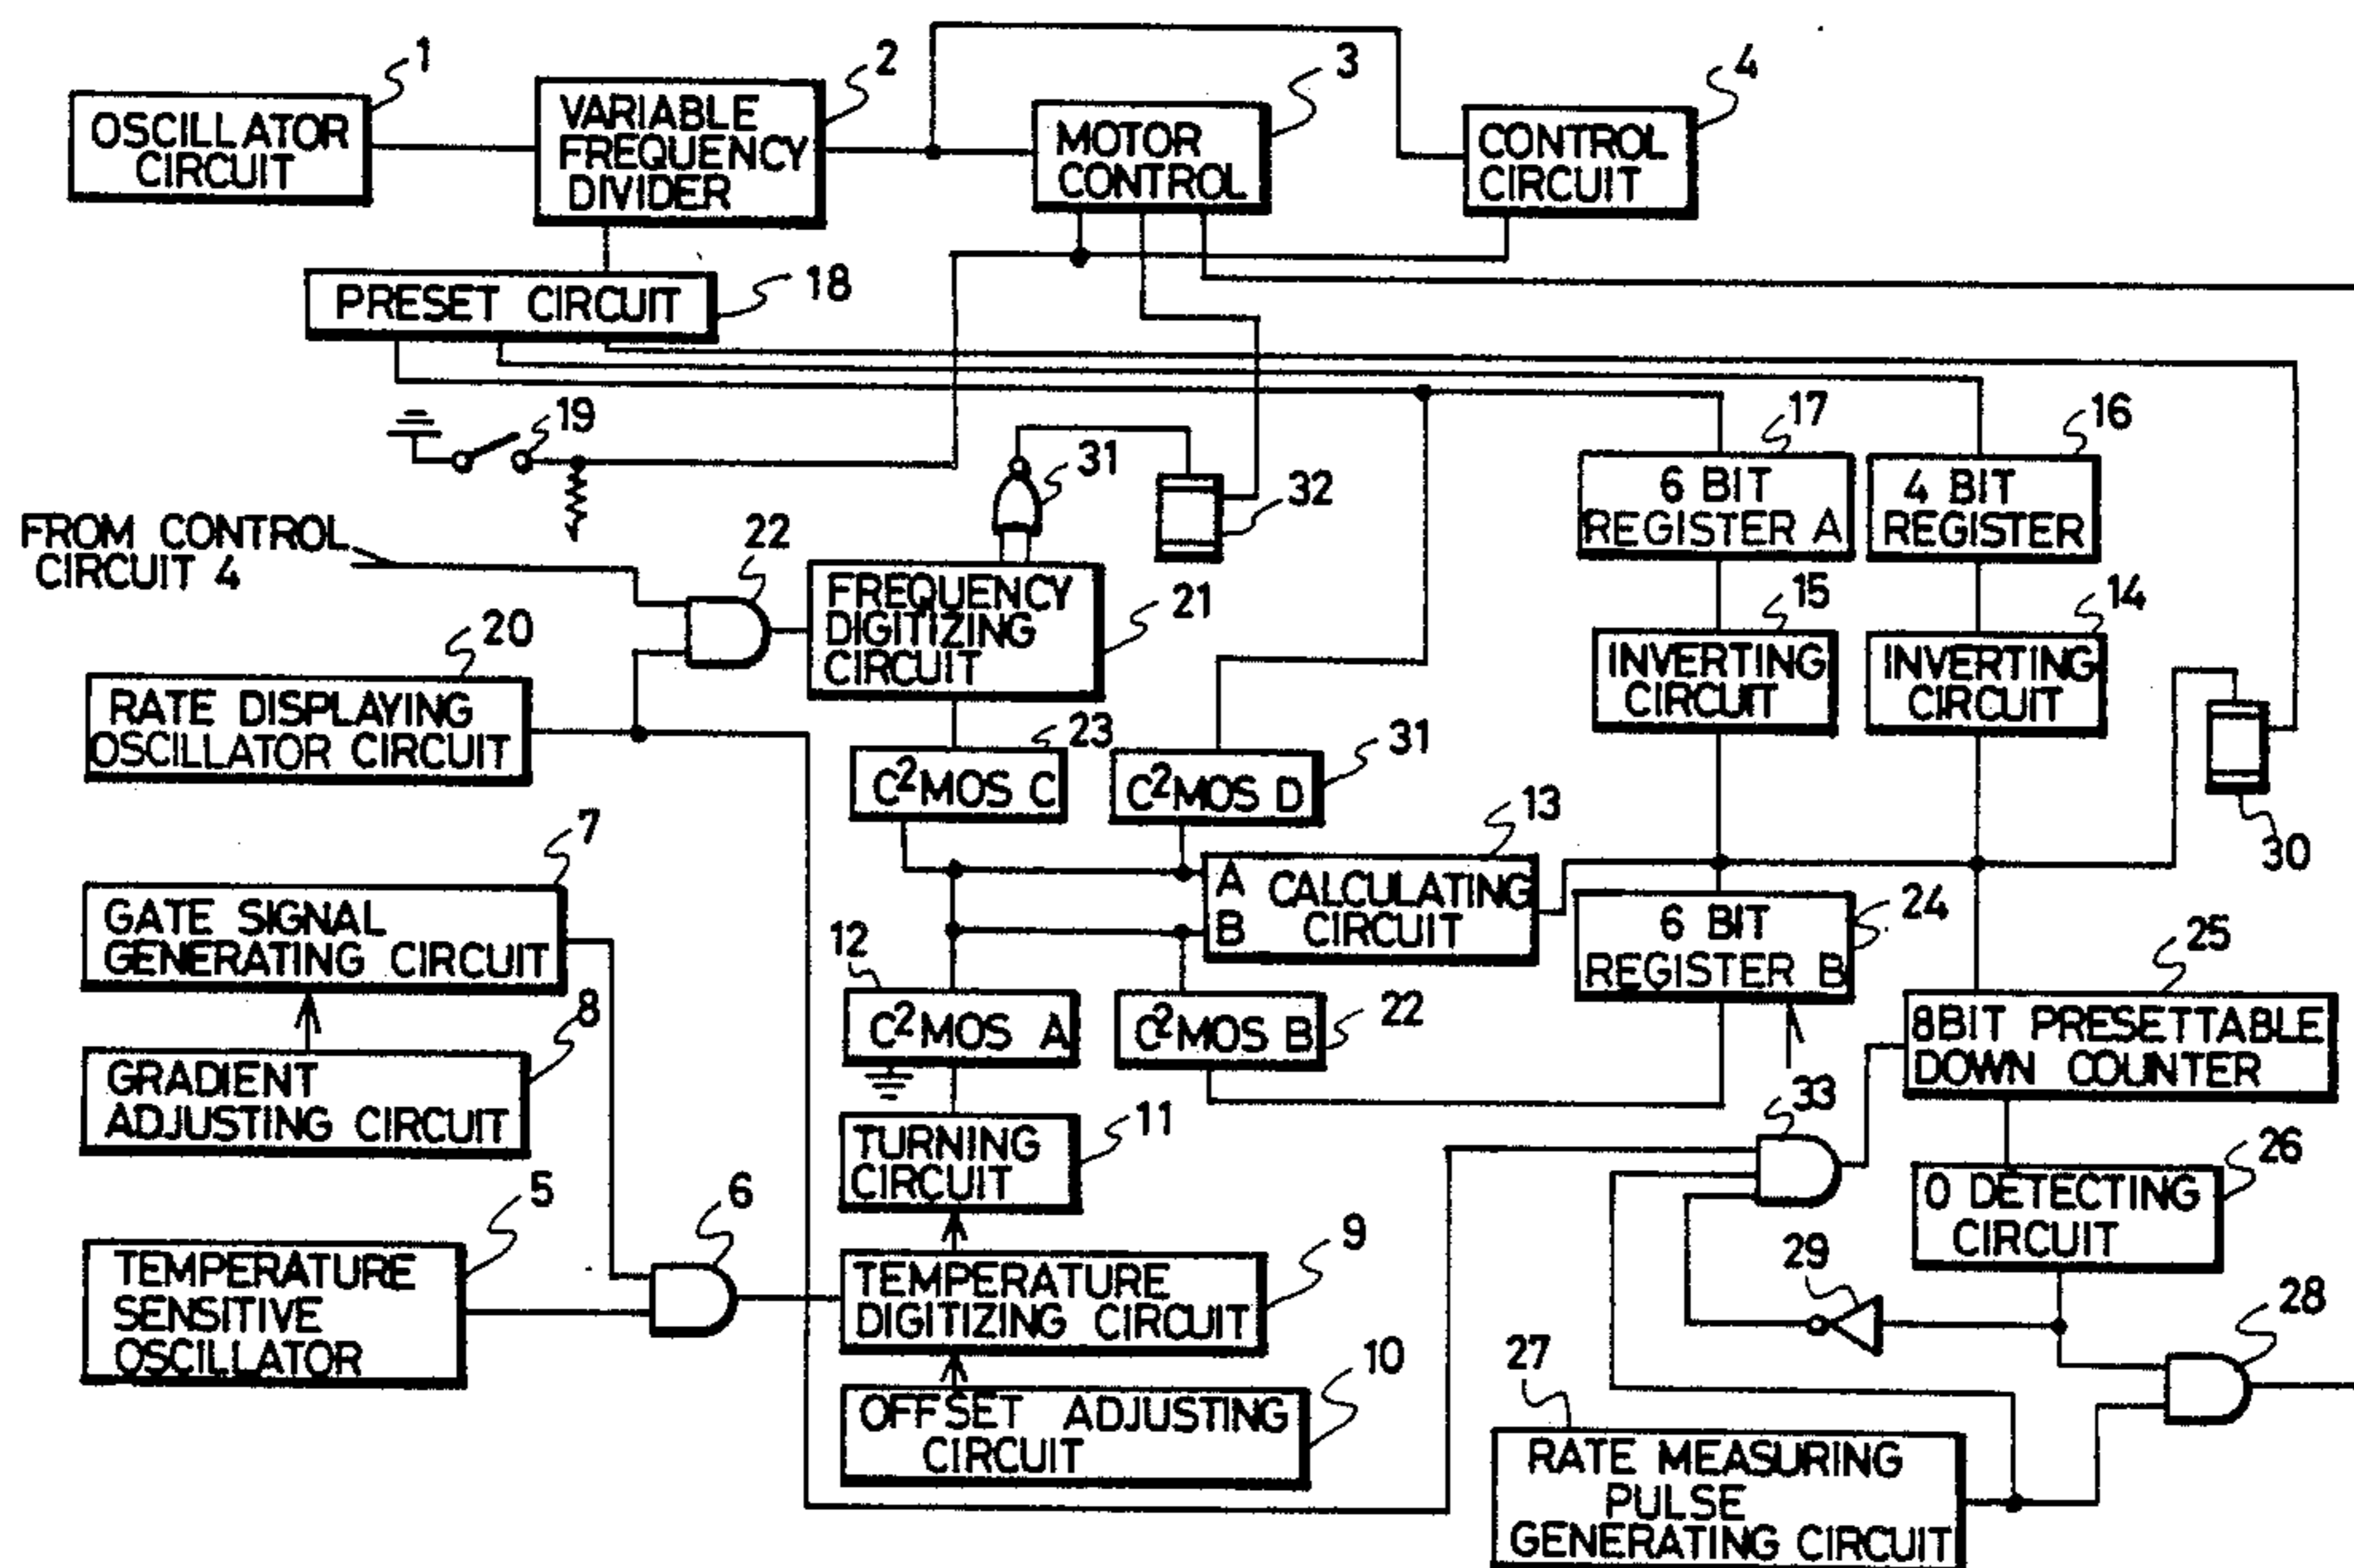 1
OSCILLATOR
CIRCUIT
2
VARIABLE
FREQUENCY
DIVIDER
3
MOTOR
CONTROL
4
CONTROL
CIRCUIT
PRESET CIRCUIT
18
19
31
32
17
6 BIT
REGISTER A
16
4 BIT
REGISTER
FROM CONTROL
CIRCUIT 4
22
FREQUENCY
DIGITIZING
CIRCUIT
21
15
INVERTING
CIRCUIT
14
INVERTING
CIRCUIT
20
RATE DISPLAYING
OSCILLATOR CIRCUIT
23
C2MOS C
C2MOS D
31
30
7
GATE SIGNAL
GENERATING CIRCUIT
13
A CALCULATING
B CIRCUIT
6 BIT
REGISTER B
24
8
GRADIENT
ADJUSTING CIRCUIT
12
C2MOS A
C2MOS B
22
25
8BIT PRESETTABLE
DOWN COUNTER
33
TURNING
CIRCUIT
11
26
0 DETECTING
CIRCUIT
5
TEMPERATURE
SENSITIVE
OSCILLATOR
6
TEMPERATURE
DIGITIZING CIRCUIT
9
29
28
OFFSET ADJUSTING
CIRCUIT
10
27
RATE MEASURING
PULSE
GENERATING CIRCUIT